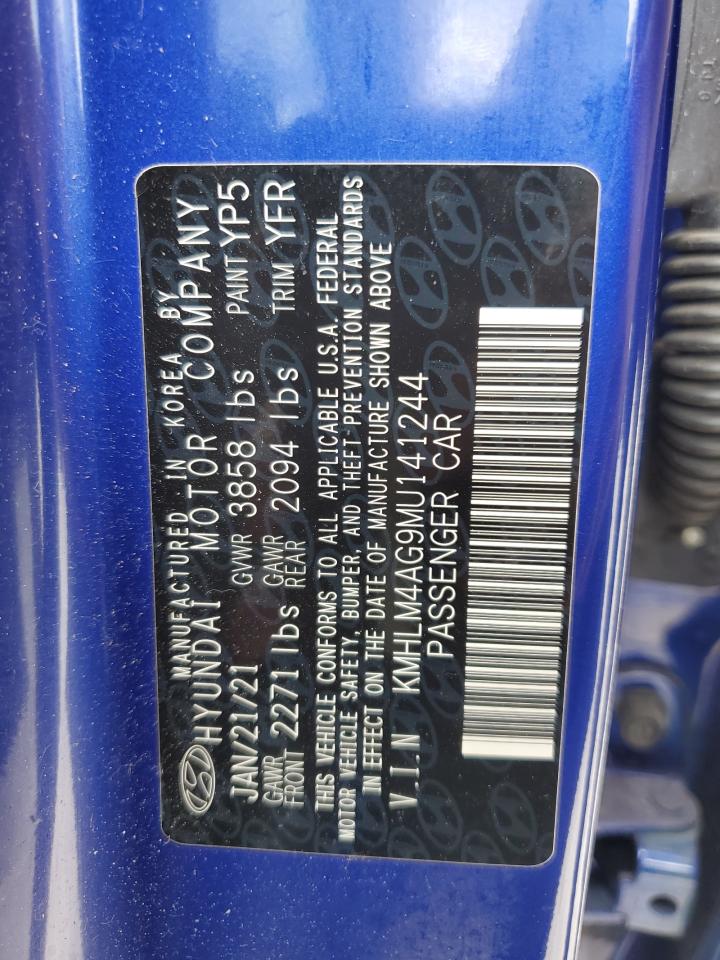 MANUFACTURED IN KOREA BY
HYUNDAI MOTOR COMPANY
JAN/21/21 GVWR 3858 lbs PAINT YP5
GAWR FRONT 2271 lbs GAWR REAR 2094 lbs TRIM YFR
THIS VEHICLE CONFORMS TO ALL APPLICABLE U.S.A. FEDERAL
MOTOR VEHICLE SAFETY, BUMPER, AND THEFT-PREVENTION STANDARDS
IN EFFECT ON THE DATE OF MANUFACTURE SHOWN ABOVE
V.I.N KMHLM4AG9MU141244
PASSENGER CAR